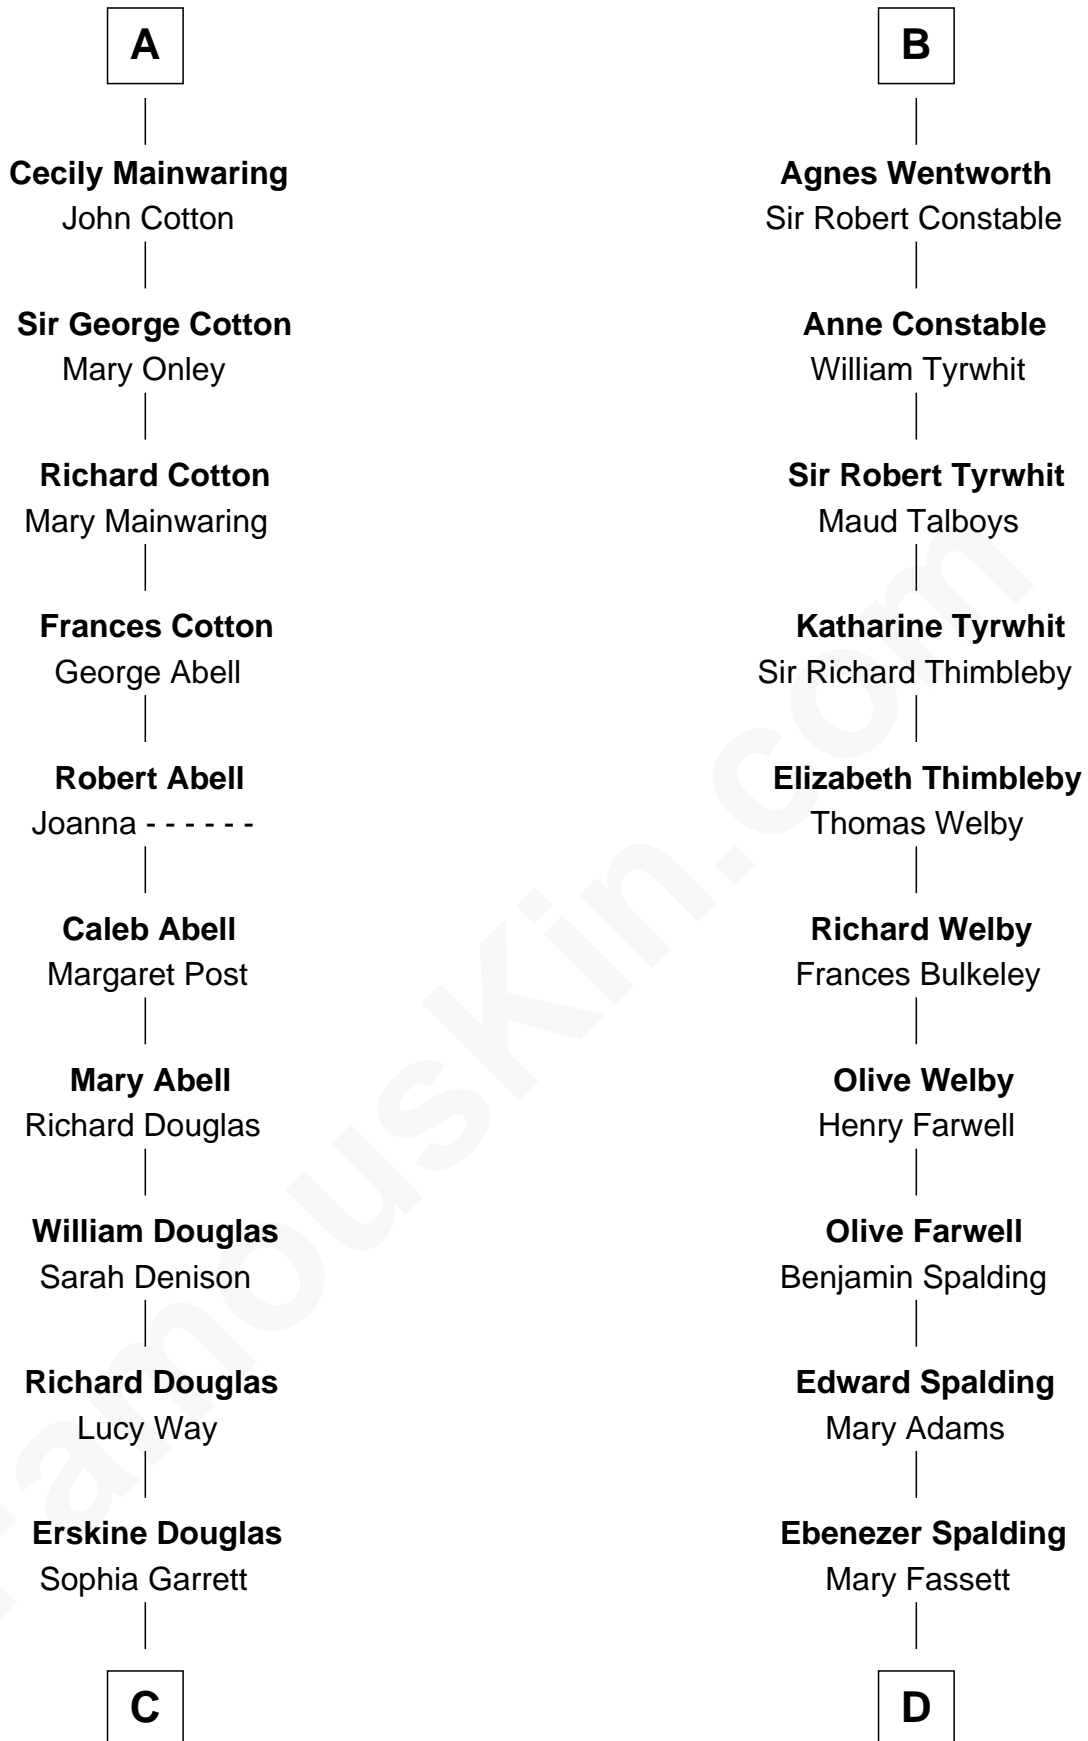 A
Cecily Mainwaring
John Cotton
Sir George Cotton
Mary Onley
Richard Cotton
Mary Mainwaring
Frances Cotton
George Abell
Robert Abell
Joanna - - - - - -
Caleb Abell
Margaret Post
Mary Abell
Richard Douglas
William Douglas
Sarah Denison
Richard Douglas
Lucy Way
Erskine Douglas
Sophia Garrett
C
B
Agnes Wentworth
Sir Robert Constable
Anne Constable
William Tyrwhit
Sir Robert Tyrwhit
Maud Talboys
Katharine Tyrwhit
Sir Richard Thimbleby
Elizabeth Thimbleby
Thomas Welby
Richard Welby
Frances Bulkeley
Olive Welby
Henry Farwell
Olive Farwell
Benjamin Spalding
Edward Spalding
Mary Adams
Ebenezer Spalding
Mary Fassett
D
FamousKin.com